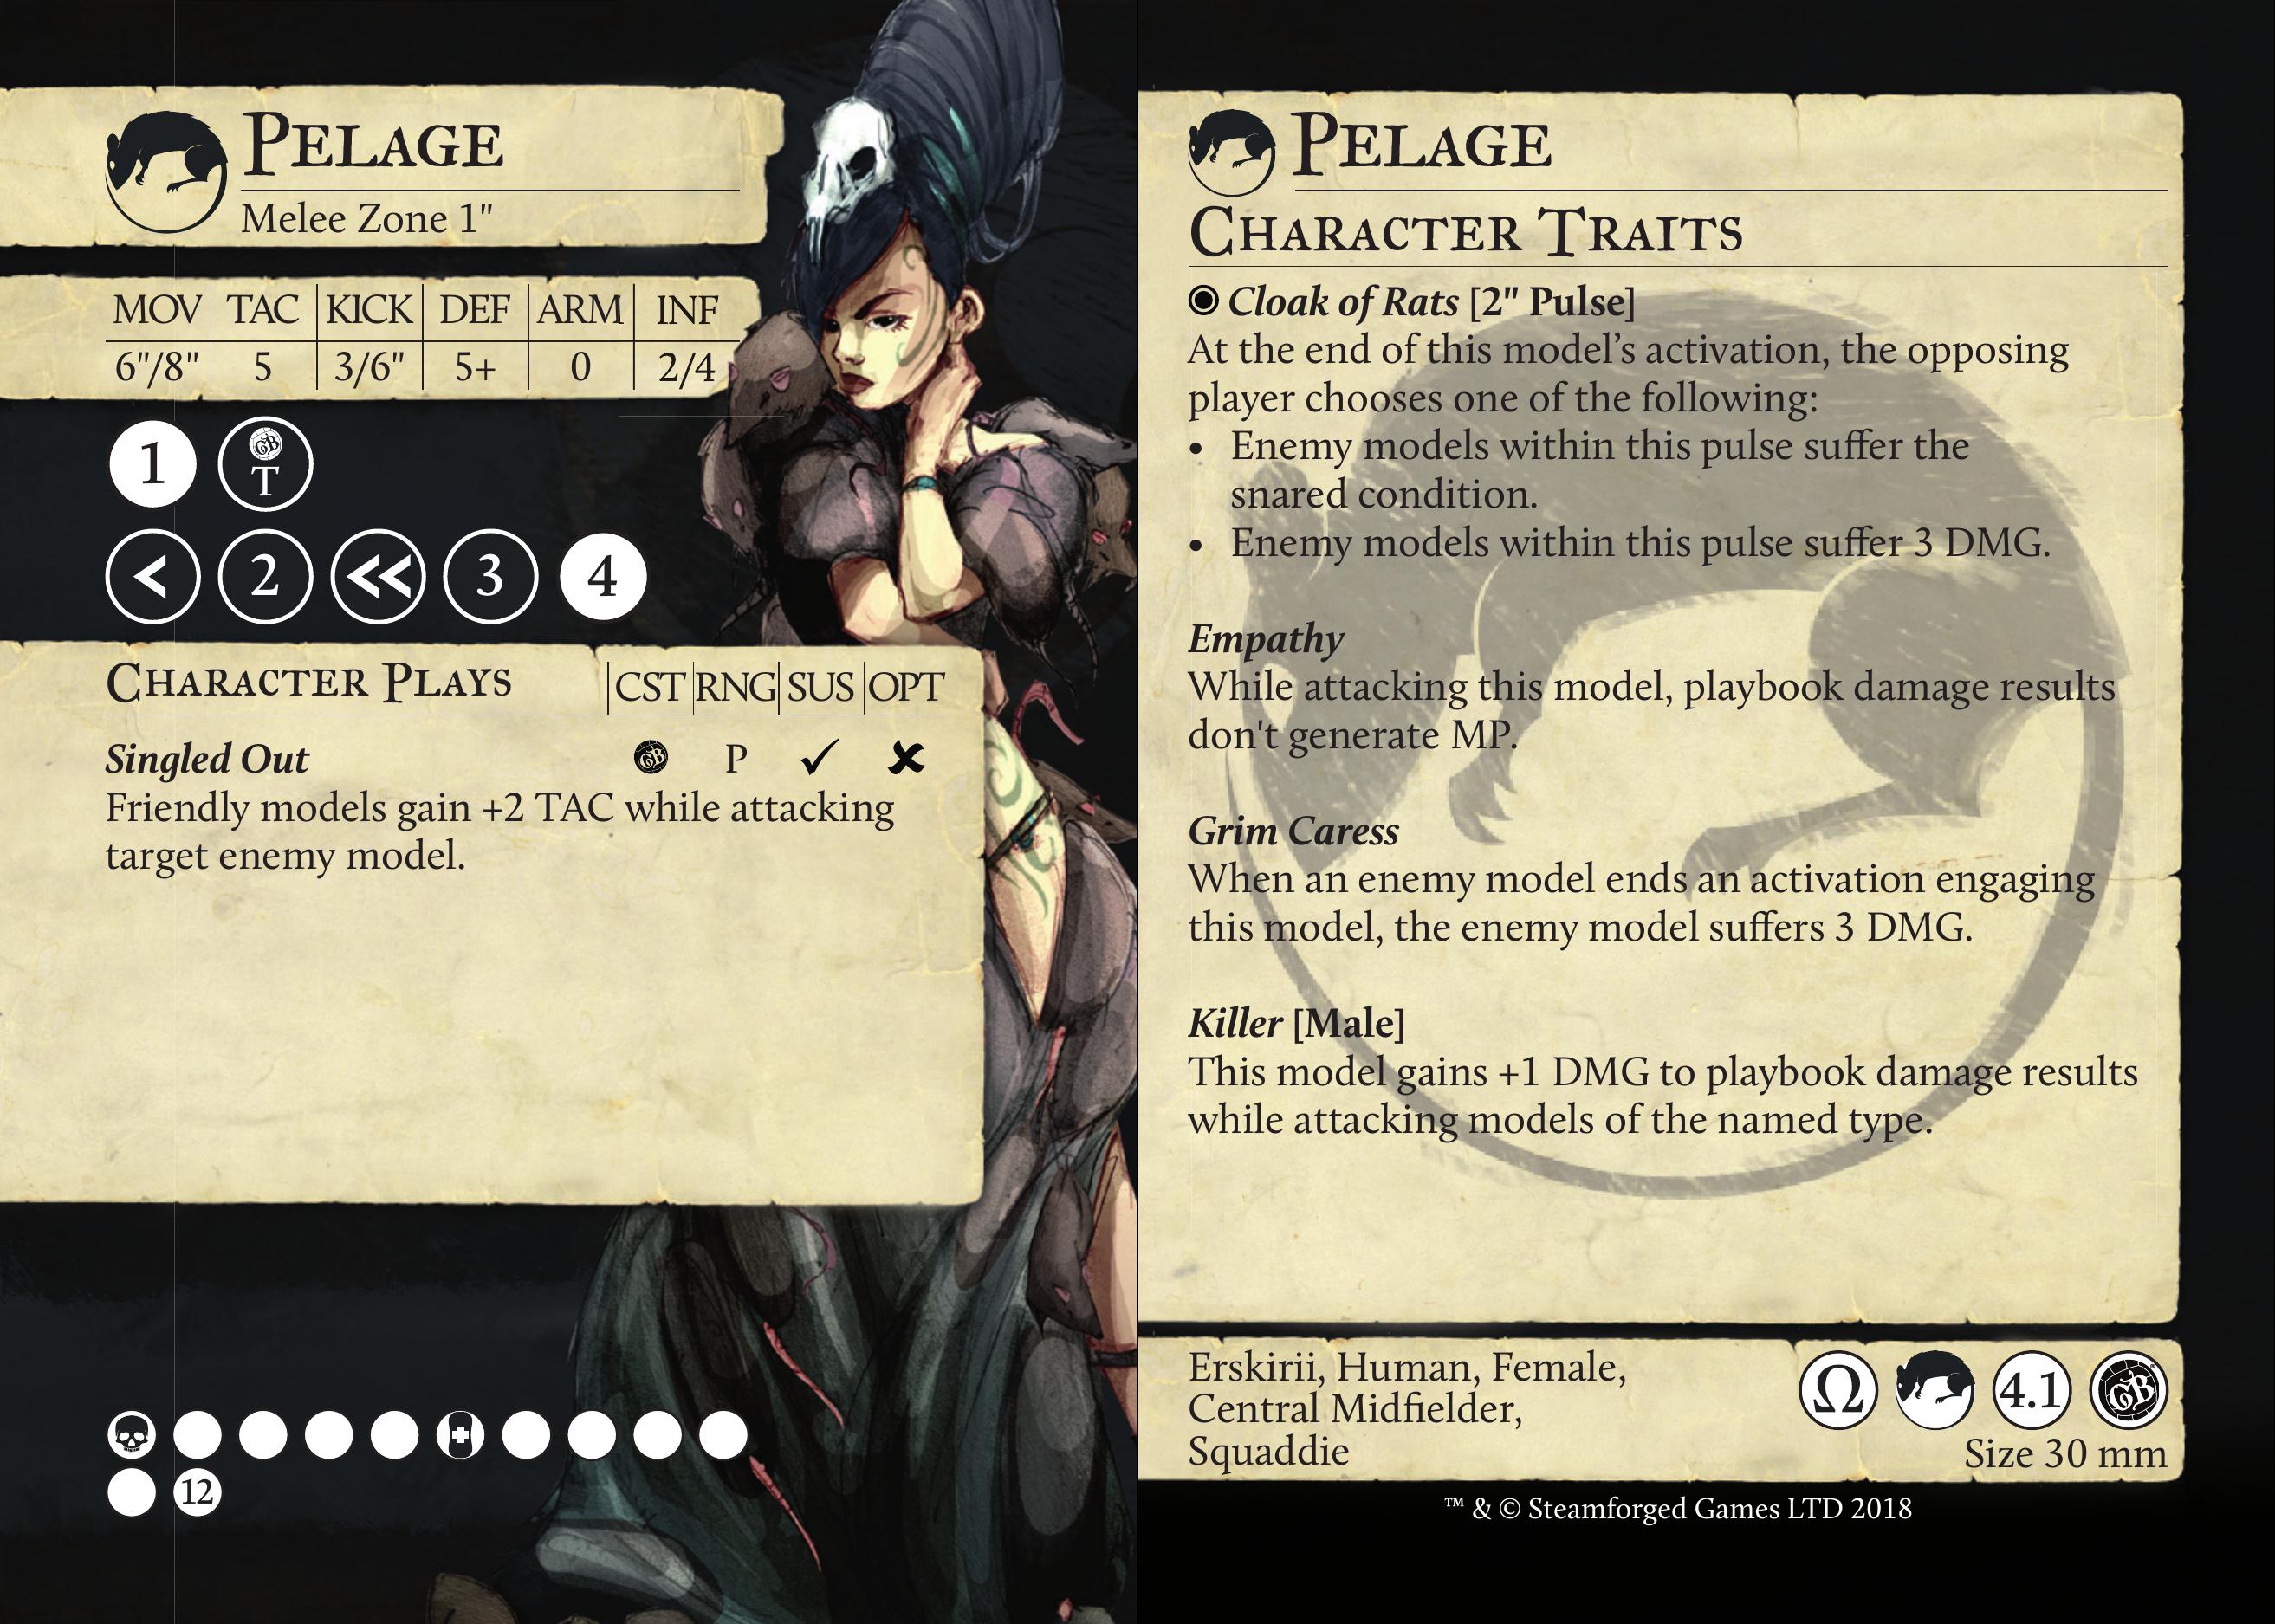 PELAGE
Melee Zone 1"
MOV TAC KICK DEF ARM INF
6"/8" 5 3/6" 5+ 0 2/4
1 GB T
< 2 << 3 4
CHARACTER PLAYS CST RNG SUS OPT
Singled Out GB P ✓ ✘
Friendly models gain +2 TAC while attacking
target enemy model.
12
PELAGE
CHARACTER TRAITS
Cloak of Rats [2" Pulse]
At the end of this model’s activation, the opposing
player chooses one of the following:
• Enemy models within this pulse suffer the
snared condition.
• Enemy models within this pulse suffer 3 DMG.
Empathy
While attacking this model, playbook damage results
don't generate MP.
Grim Caress
When an enemy model ends an activation engaging
this model, the enemy model suffers 3 DMG.
Killer [Male]
This model gains +1 DMG to playbook damage results
while attacking models of the named type.
Erskirii, Human, Female,
Central Midfielder,
Squaddie
Ω 4.1 GB
Size 30 mm
™ & © Steamforged Games LTD 2018